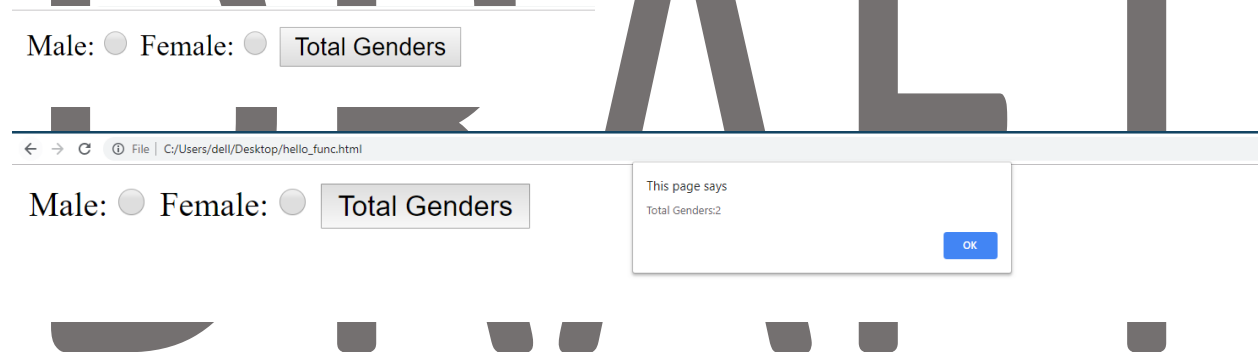 Male: Female: Total Genders
File | C:/Users/dell/Desktop/hello_func.html
This page says
Total Genders:2
OK
Male: Female: Total Genders